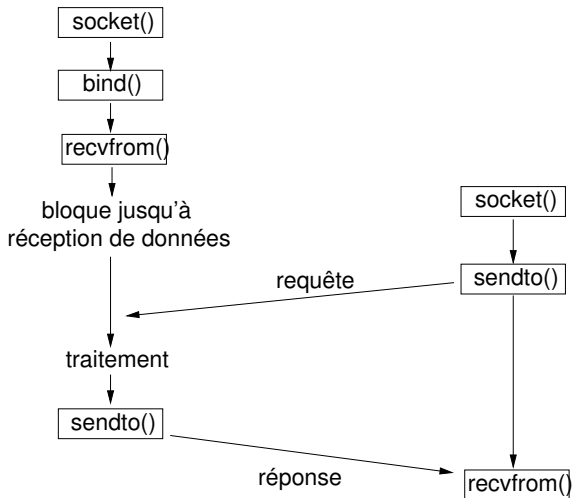 socket()
bind()
recvfrom()
bloque jusqu'à
réception de données
socket()
sendto()
requête
traitement
sendto()
réponse
recvfrom()